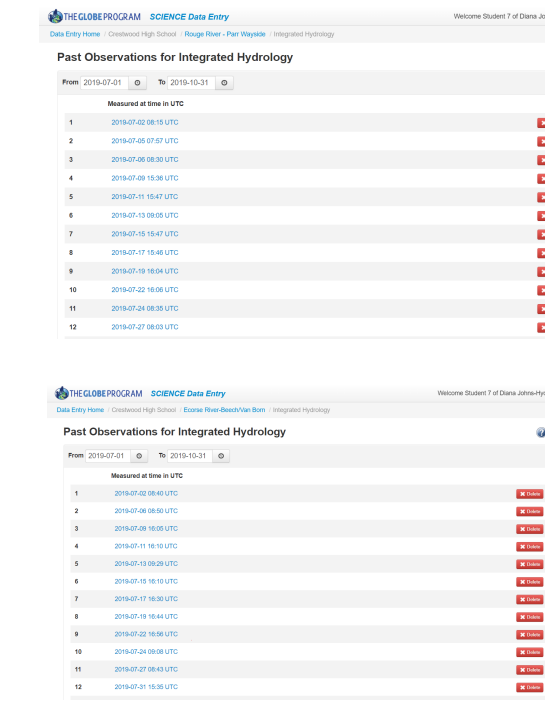 THE GLOBE PROGRAM SCIENCE Data Entry Welcome Student 7 of Diana Jo
Data Entry Home / Crestwood High School / Rouge River - Parr Wayside / Integrated Hydrology
Past Observations for Integrated Hydrology
From 2019-07-01 To 2019-10-31
Measured at time in UTC
1 2019-07-02 08:15 UTC
2 2019-07-05 07:57 UTC
3 2019-07-06 08:30 UTC
4 2019-07-09 15:36 UTC
5 2019-07-11 15:47 UTC
6 2019-07-13 09:05 UTC
7 2019-07-15 15:47 UTC
8 2019-07-17 15:46 UTC
9 2019-07-19 16:04 UTC
10 2019-07-22 16:06 UTC
11 2019-07-24 08:35 UTC
12 2019-07-27 08:03 UTC
THE GLOBE PROGRAM SCIENCE Data Entry Welcome Student 7 of Diana Johns-Hyd
Data Entry Home / Crestwood High School / Ecorse River-Beech/Van Born / Integrated Hydrology
Past Observations for Integrated Hydrology
From 2019-07-01 To 2019-10-31
Measured at time in UTC
1 2019-07-02 08:40 UTC Delete
2 2019-07-06 08:50 UTC Delete
3 2019-07-09 16:05 UTC Delete
4 2019-07-11 16:10 UTC Delete
5 2019-07-13 09:29 UTC Delete
6 2019-07-15 16:10 UTC Delete
7 2019-07-17 16:30 UTC Delete
8 2019-07-19 16:44 UTC Delete
9 2019-07-22 16:56 UTC Delete
10 2019-07-24 09:08 UTC Delete
11 2019-07-27 08:43 UTC Delete
12 2019-07-31 15:35 UTC Delete